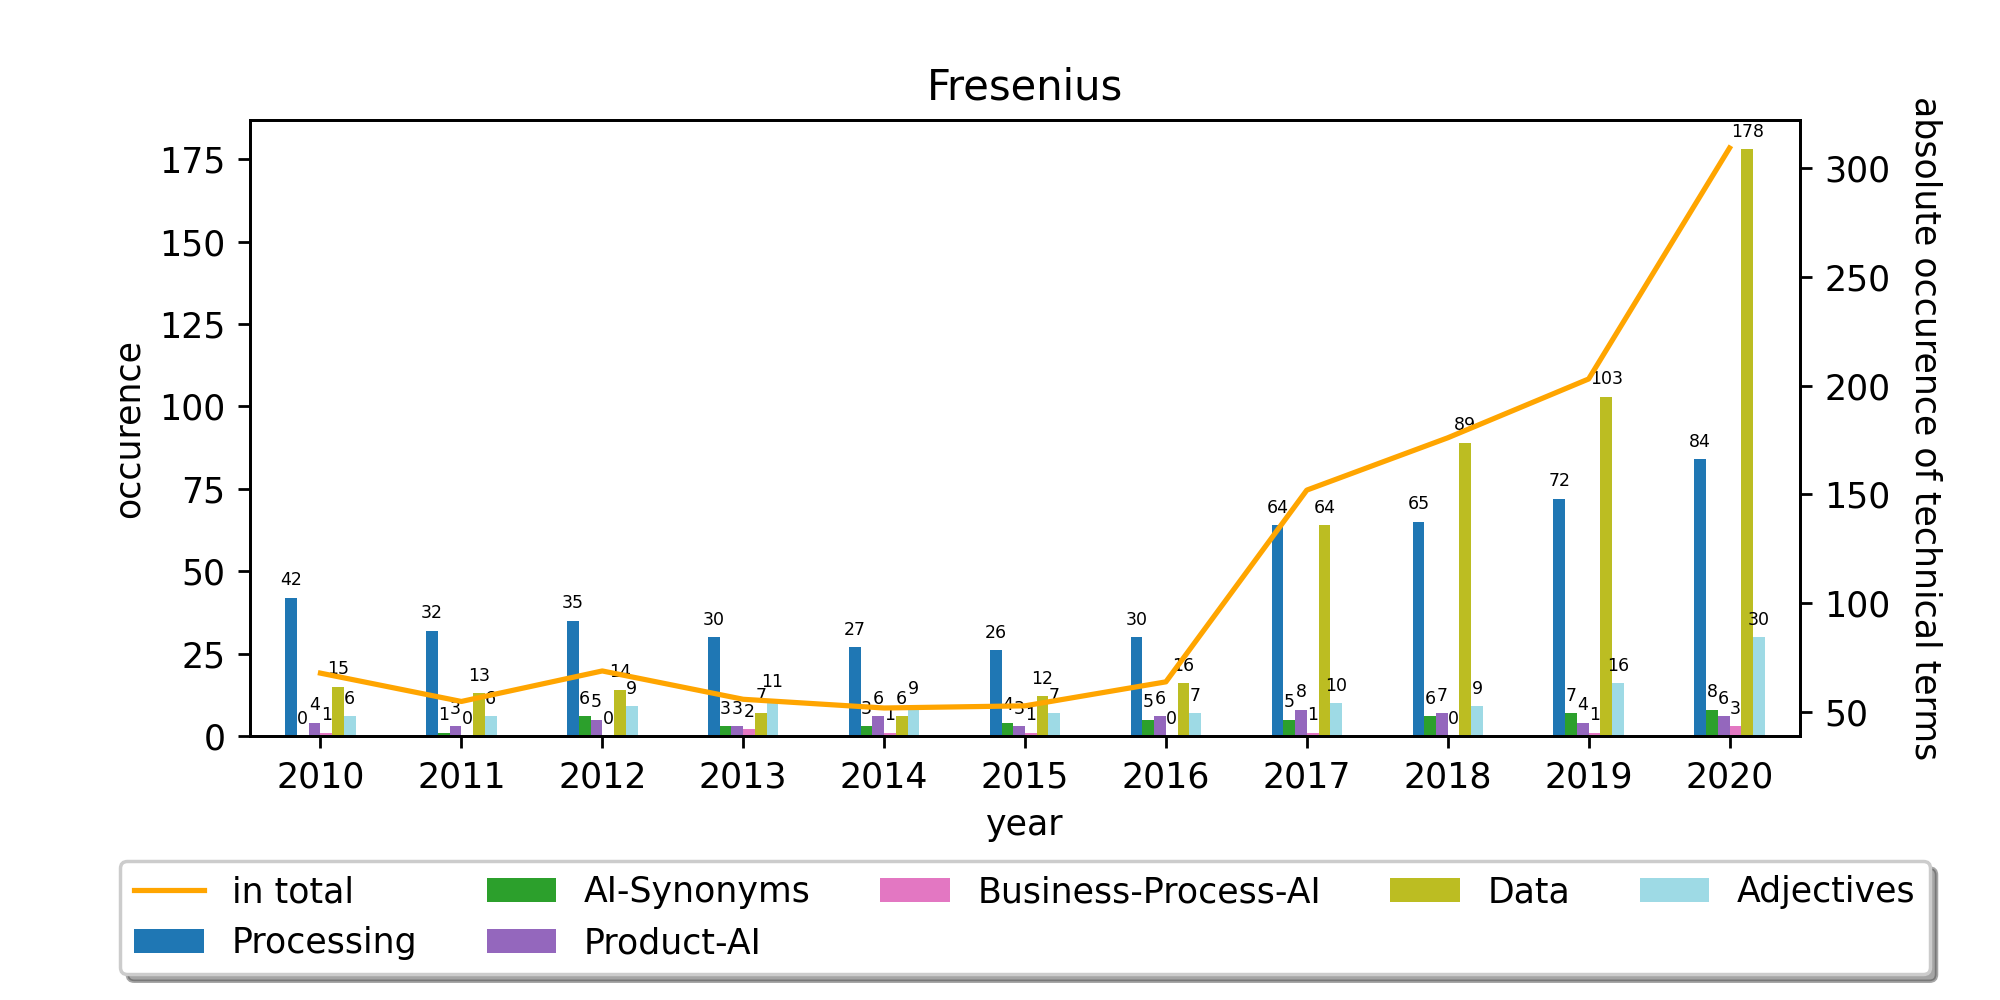 Fresenius
occurence
175
150
125
100
75
50
25
0
300
250
200
150
100
50
absolute occurence of technical terms
42 0 4 1 15 6
32 1 3 0 13 6
35 6 5 0 14 9
30 3 3 2 7 11
27 3 6 1 6 9
26 4 3 1 12 7
30 5 6 0 16 7
64 5 8 1 64 10
65 6 7 0 89 9
72 7 4 1 103 16
84 8 6 3 178 30
2010 2011 2012 2013 2014 2015 2016 2017 2018 2019 2020
year
in total AI-Synonyms Business-Process-AI Data Adjectives
Processing Product-AI